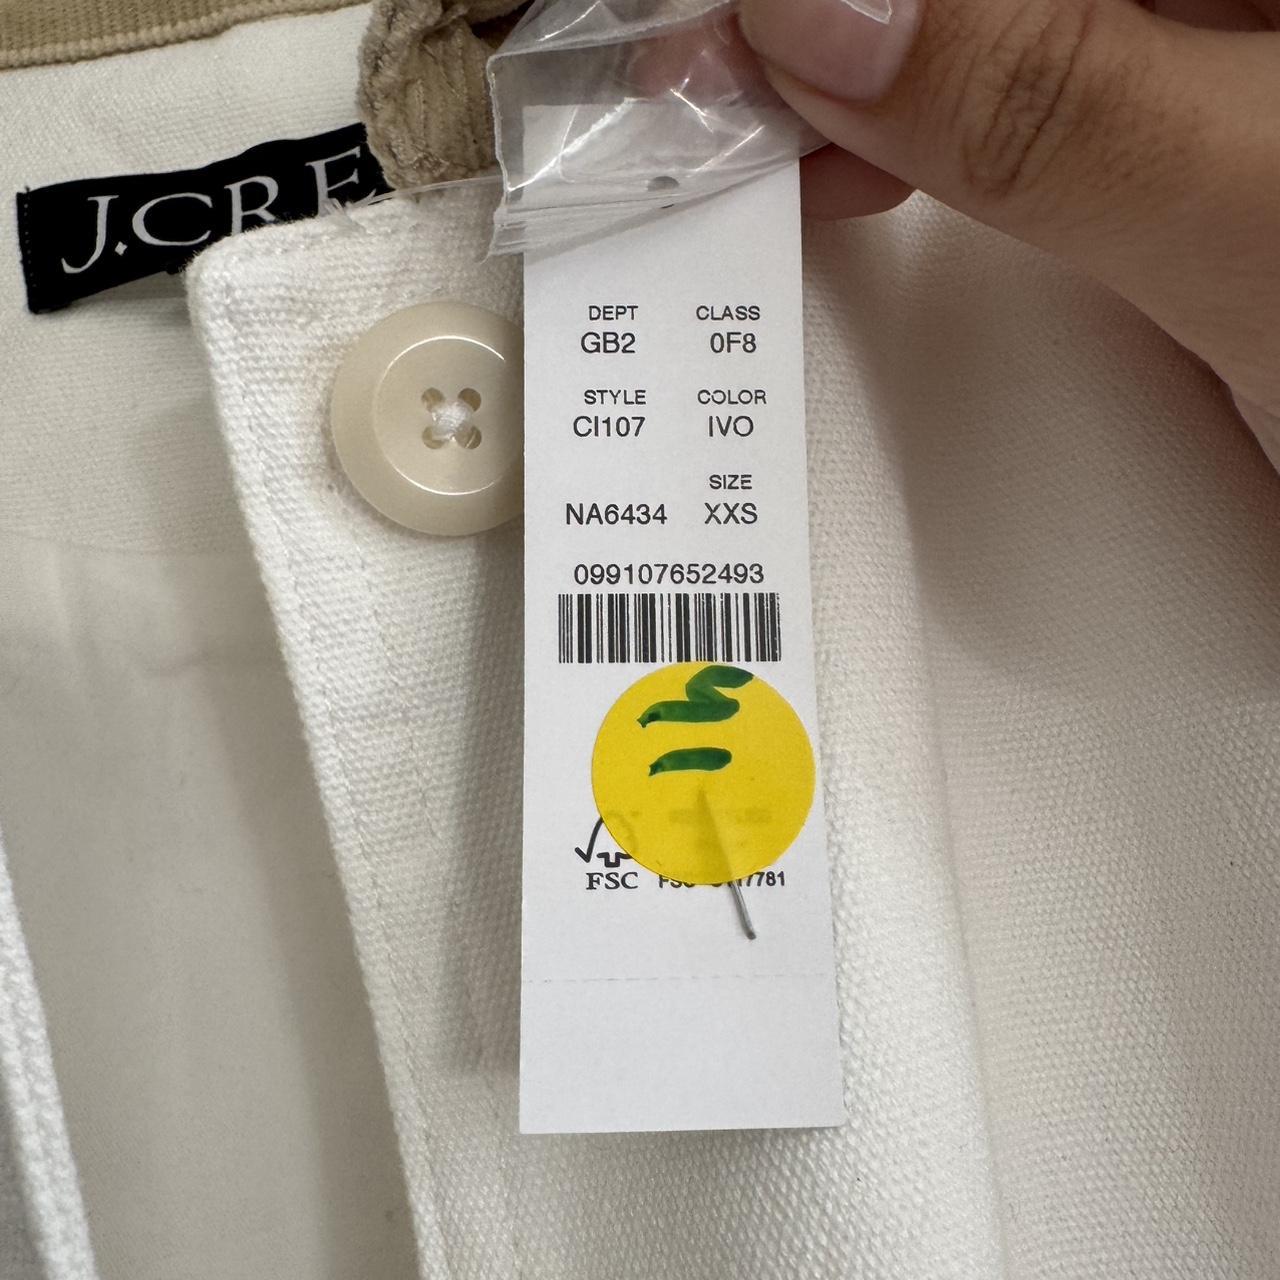 J.CRE
DEPT CLASS
GB2 0F8
STYLE COLOR
CI107 IVO
SIZE
NA6434 XXS
099107652493
FSC